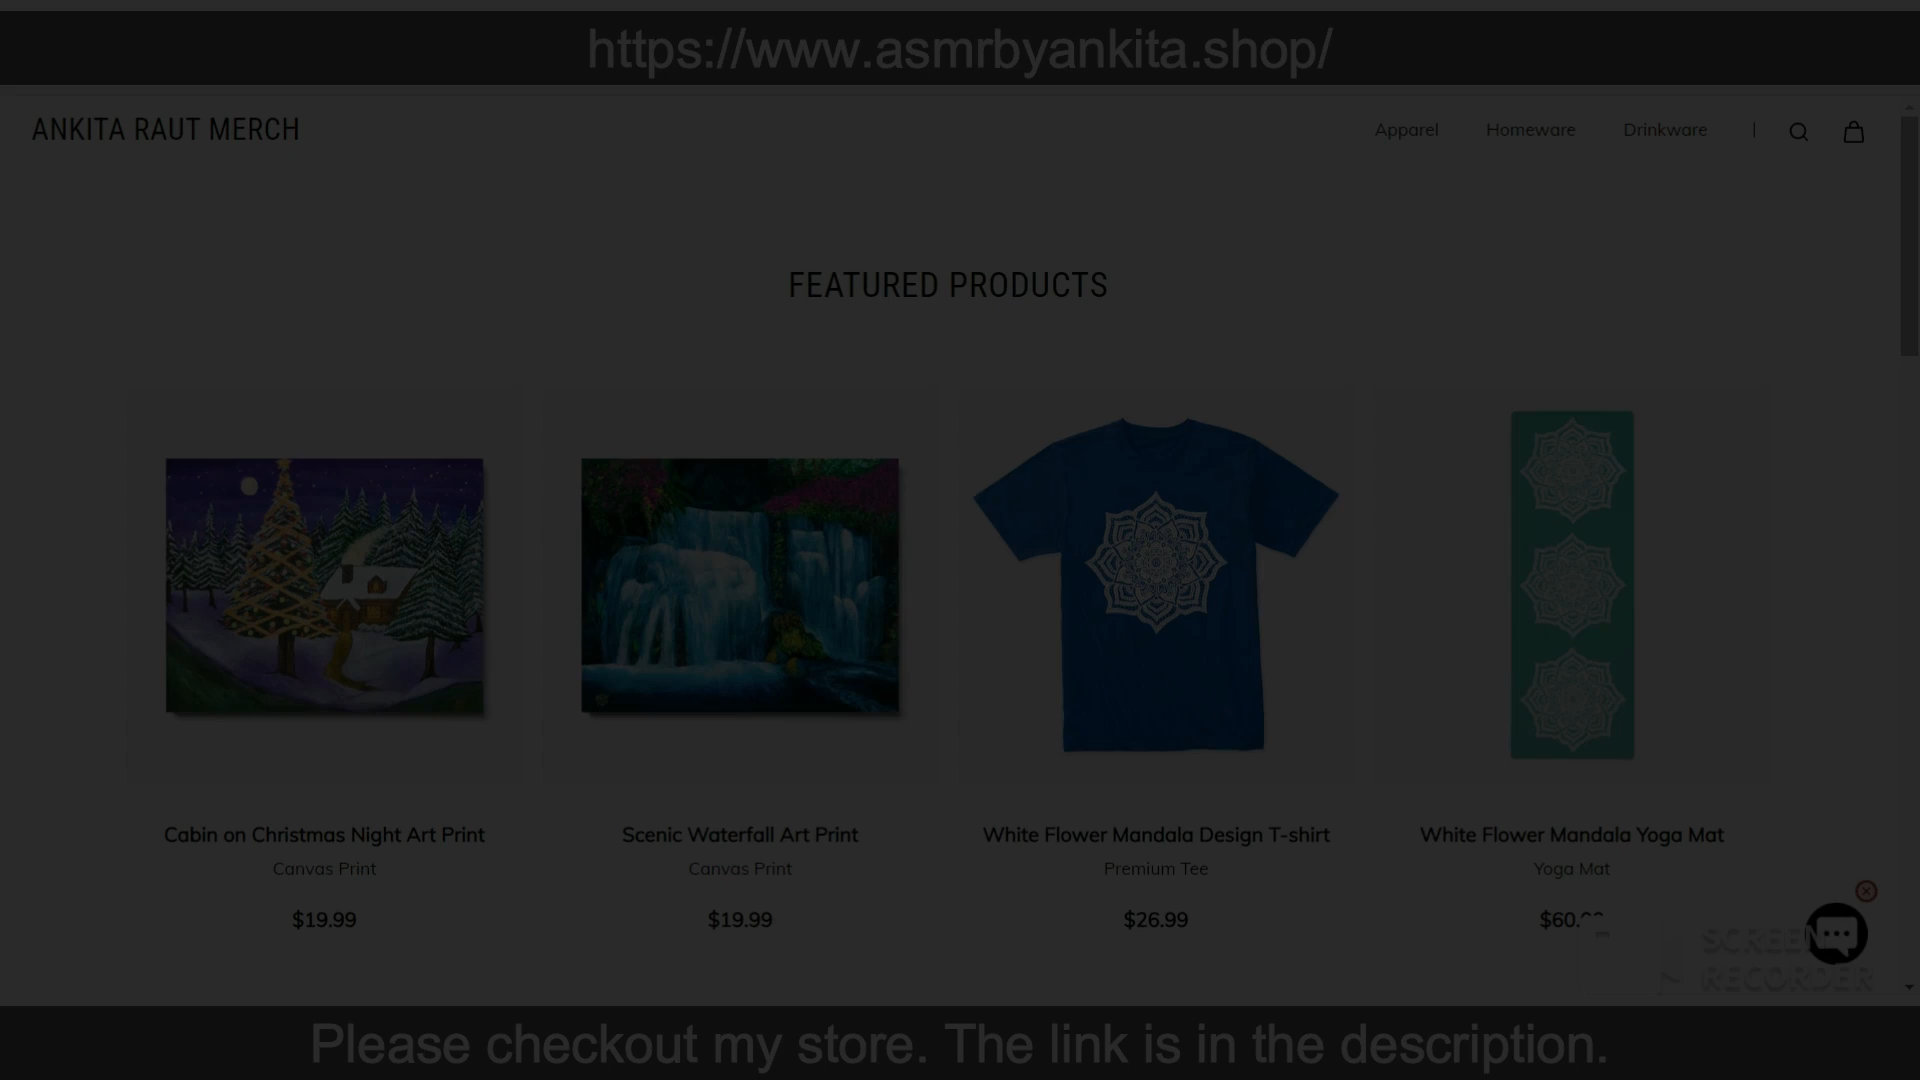 https://www.asmrbyankita.shop/
ANKITA RAUT MERCH
Apparel Homeware Drinkware |
FEATURED PRODUCTS
Cabin on Christmas Night Art Print
Canvas Print
$19.99
Scenic Waterfall Art Print
Canvas Print
$19.99
White Flower Mandala Design T-shirt
Premium Tee
$26.99
White Flower Mandala Yoga Mat
Yoga Mat
SCREEN
RECORDER
Please checkout my store. The link is in the description.